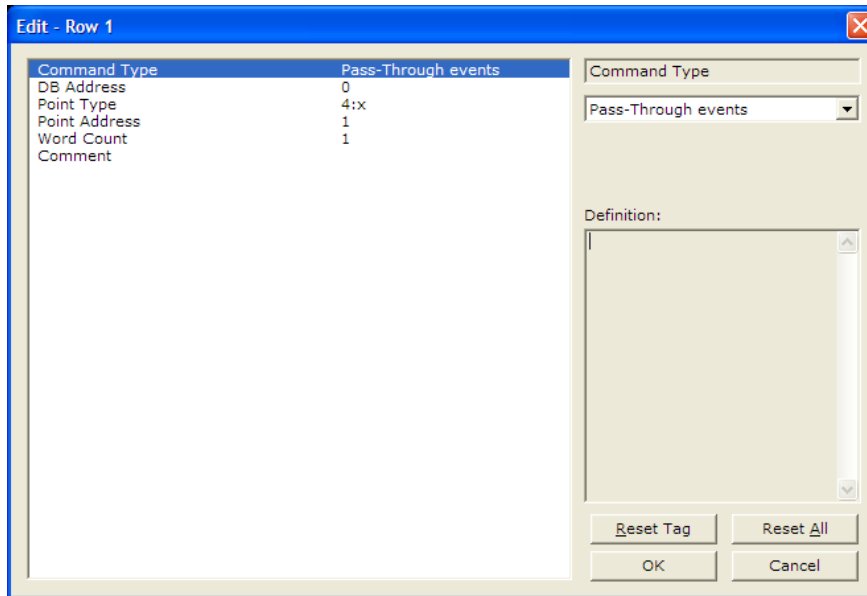 Edit - Row 1
Command Type Pass-Through events
DB Address 0
Point Type 4:x
Point Address 1
Word Count 1
Comment
Command Type
Pass-Through events
Definition:
Reset Tag Reset All
OK Cancel